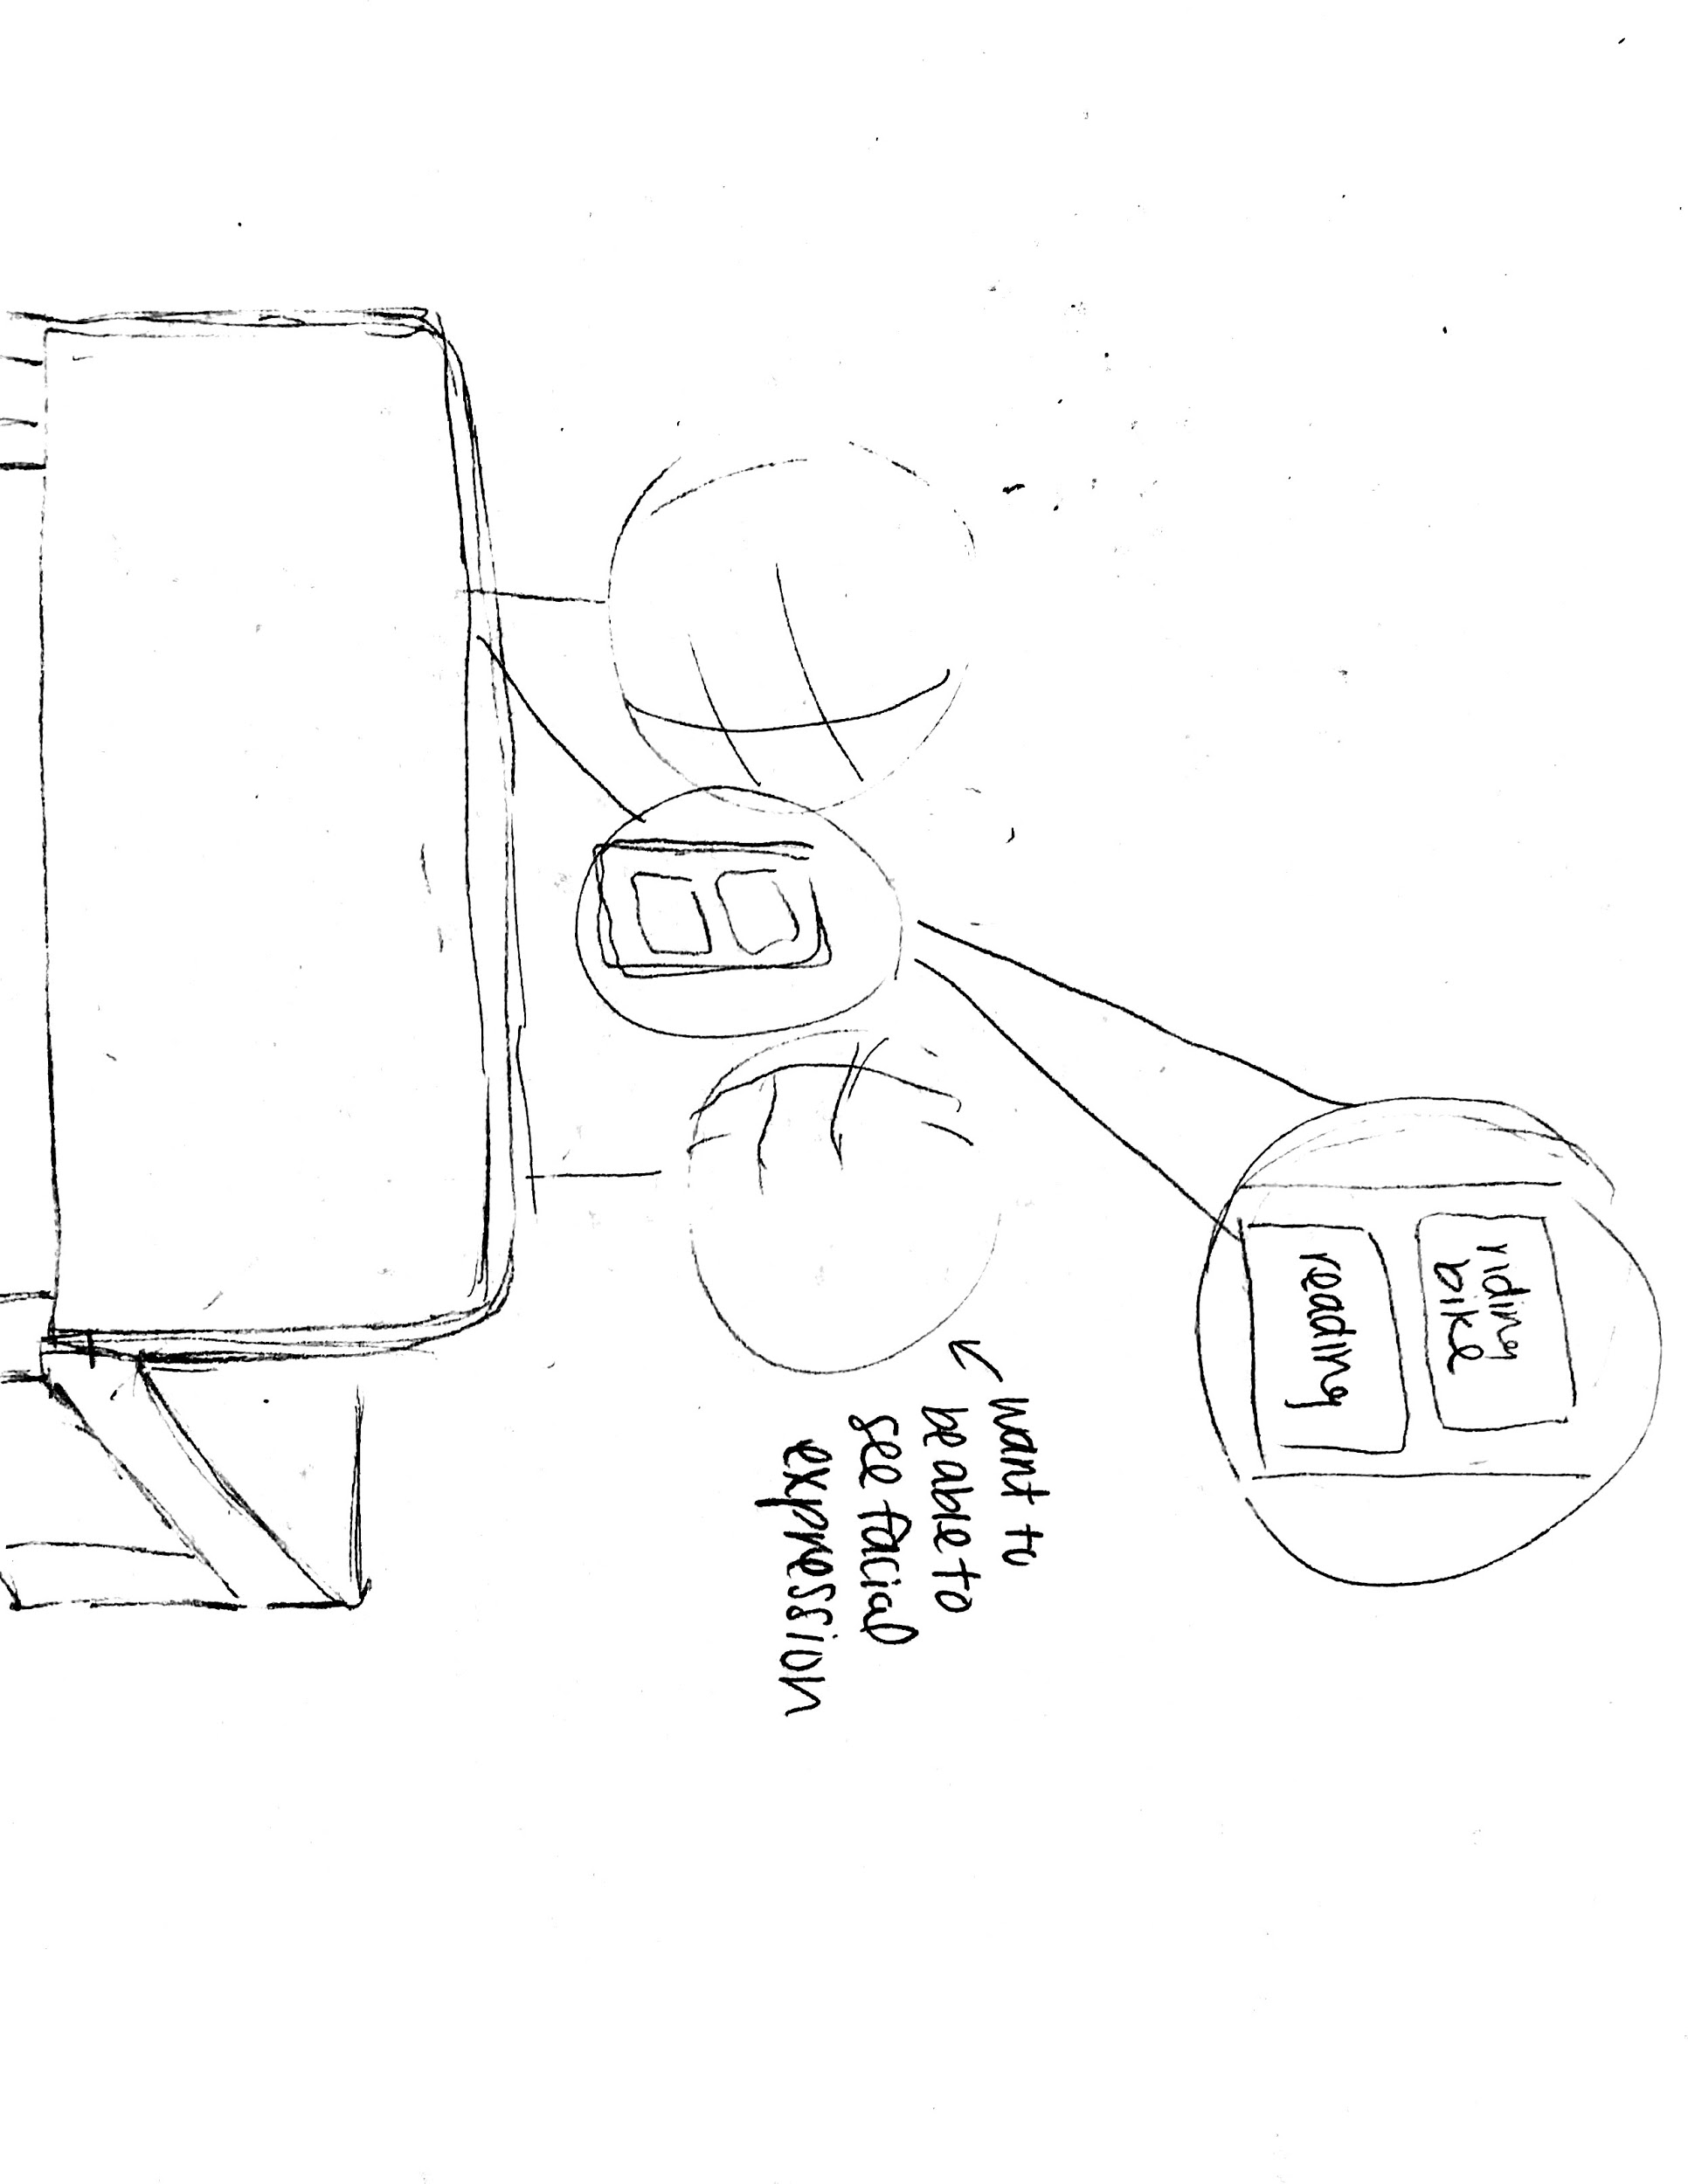 riding
bike
reading
want to
be able to
see facial
expression